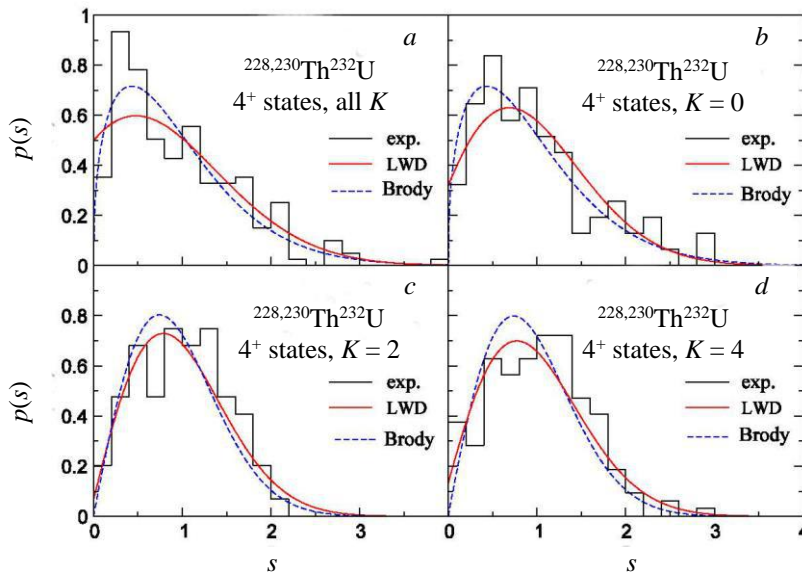 a
²²⁸,²³⁰Th²³²U
4⁺ states, all K
exp.
LWD
Brody
b
²²⁸,²³⁰Th²³²U
4⁺ states, K = 0
exp.
LWD
Brody
p(s)
1
0.8
0.6
0.4
0.2
0
c
²²⁸,²³⁰Th²³²U
4⁺ states, K = 2
exp.
LWD
Brody
d
²²⁸,²³⁰Th²³²U
4⁺ states, K = 4
exp.
LWD
Brody
p(s)
0.8
0.6
0.4
0.2
0
0 1 2 3 0 1 2 3 4
s s